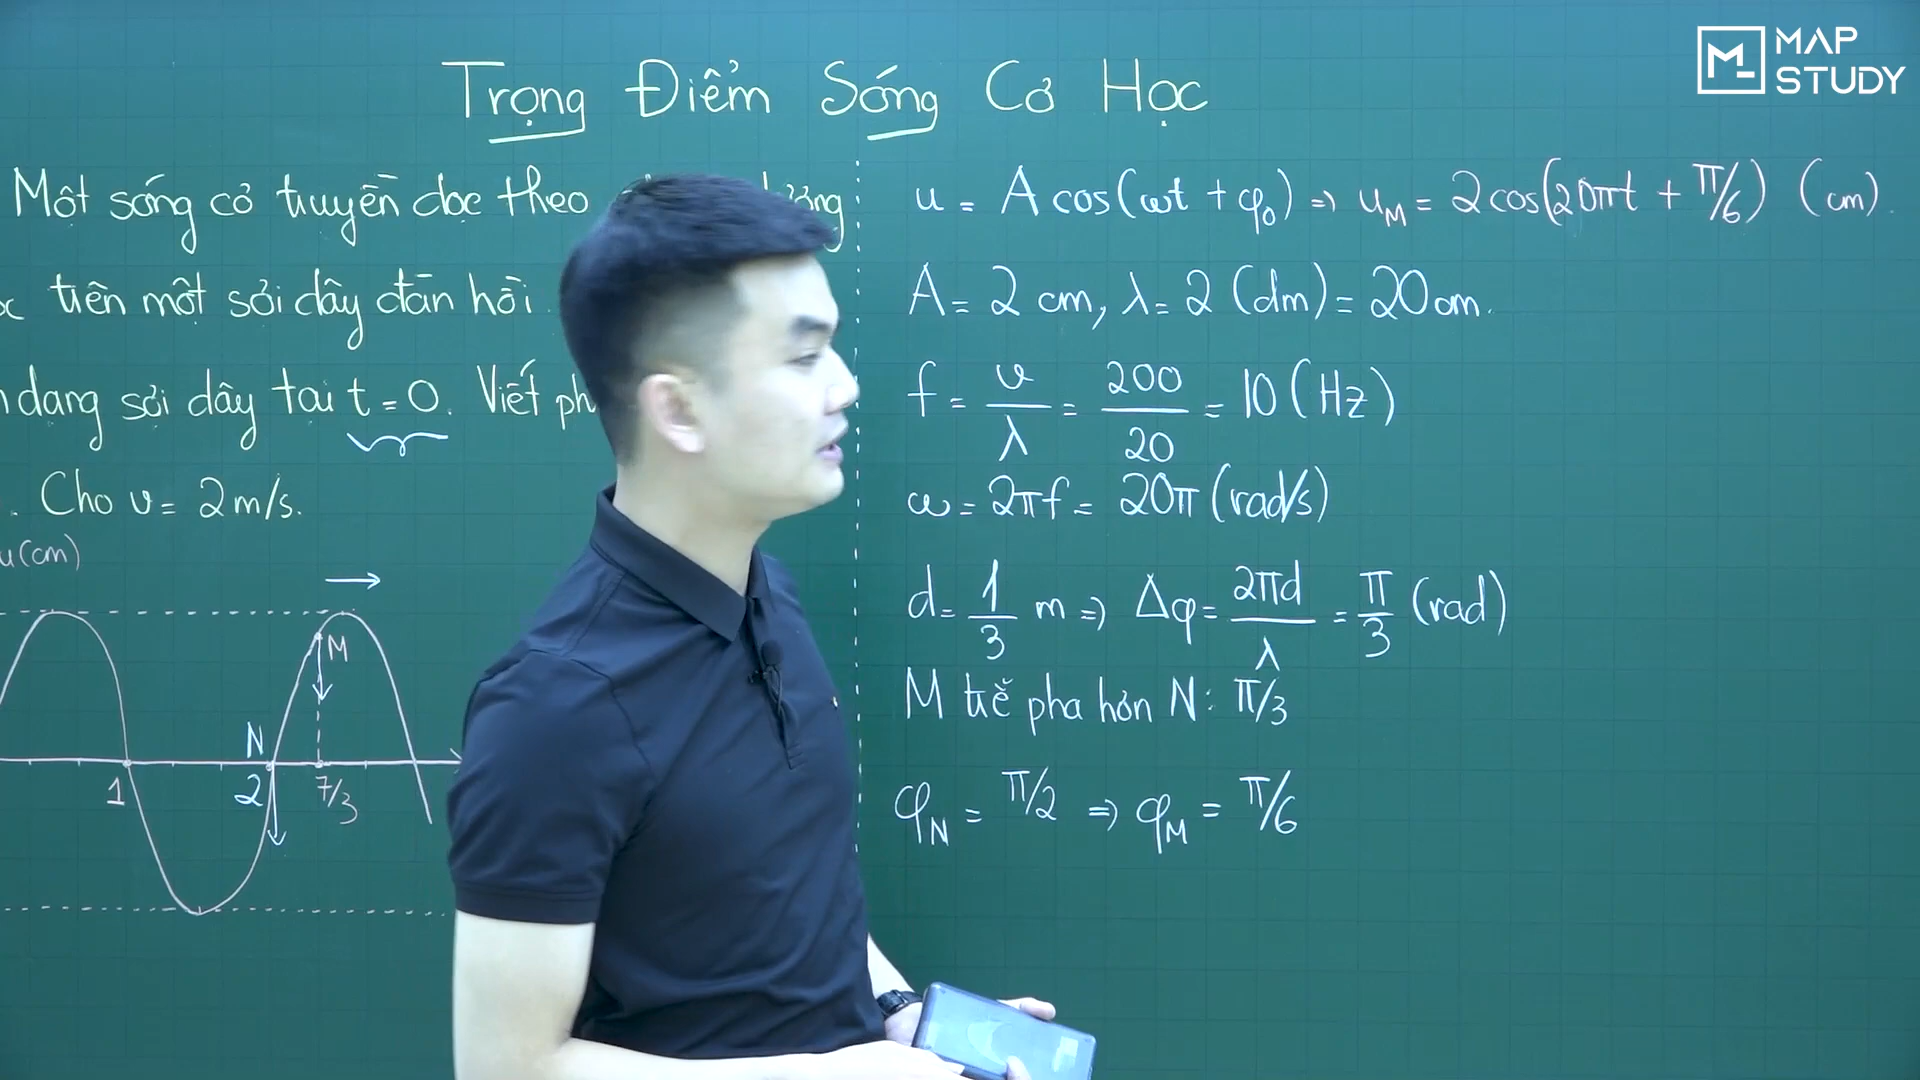 MAP
STUDY
Trọng Điểm Sóng Cơ Học
Một sóng cơ truyền dọc theo
trên một sợi dây đàn hồi.
dạng sợi dây tại t = 0. Viết
. Cho v = 2 m/s.
u (cm)
M
N
1
2
7/3
u = A cos(ωt + φ₀) ⇒ u_M = 2 cos(20πt + π/6) (cm).
A = 2 cm, λ = 2 (dm) = 20 cm.
f = v/λ = 200/20 = 10 (Hz)
ω = 2πf = 20π (rad/s)
d = 1/3 m ⇒ Δφ = 2πd/λ = π/3 (rad)
M trễ pha hơn N: π/3
φ_N = π/2 ⇒ φ_M = π/6